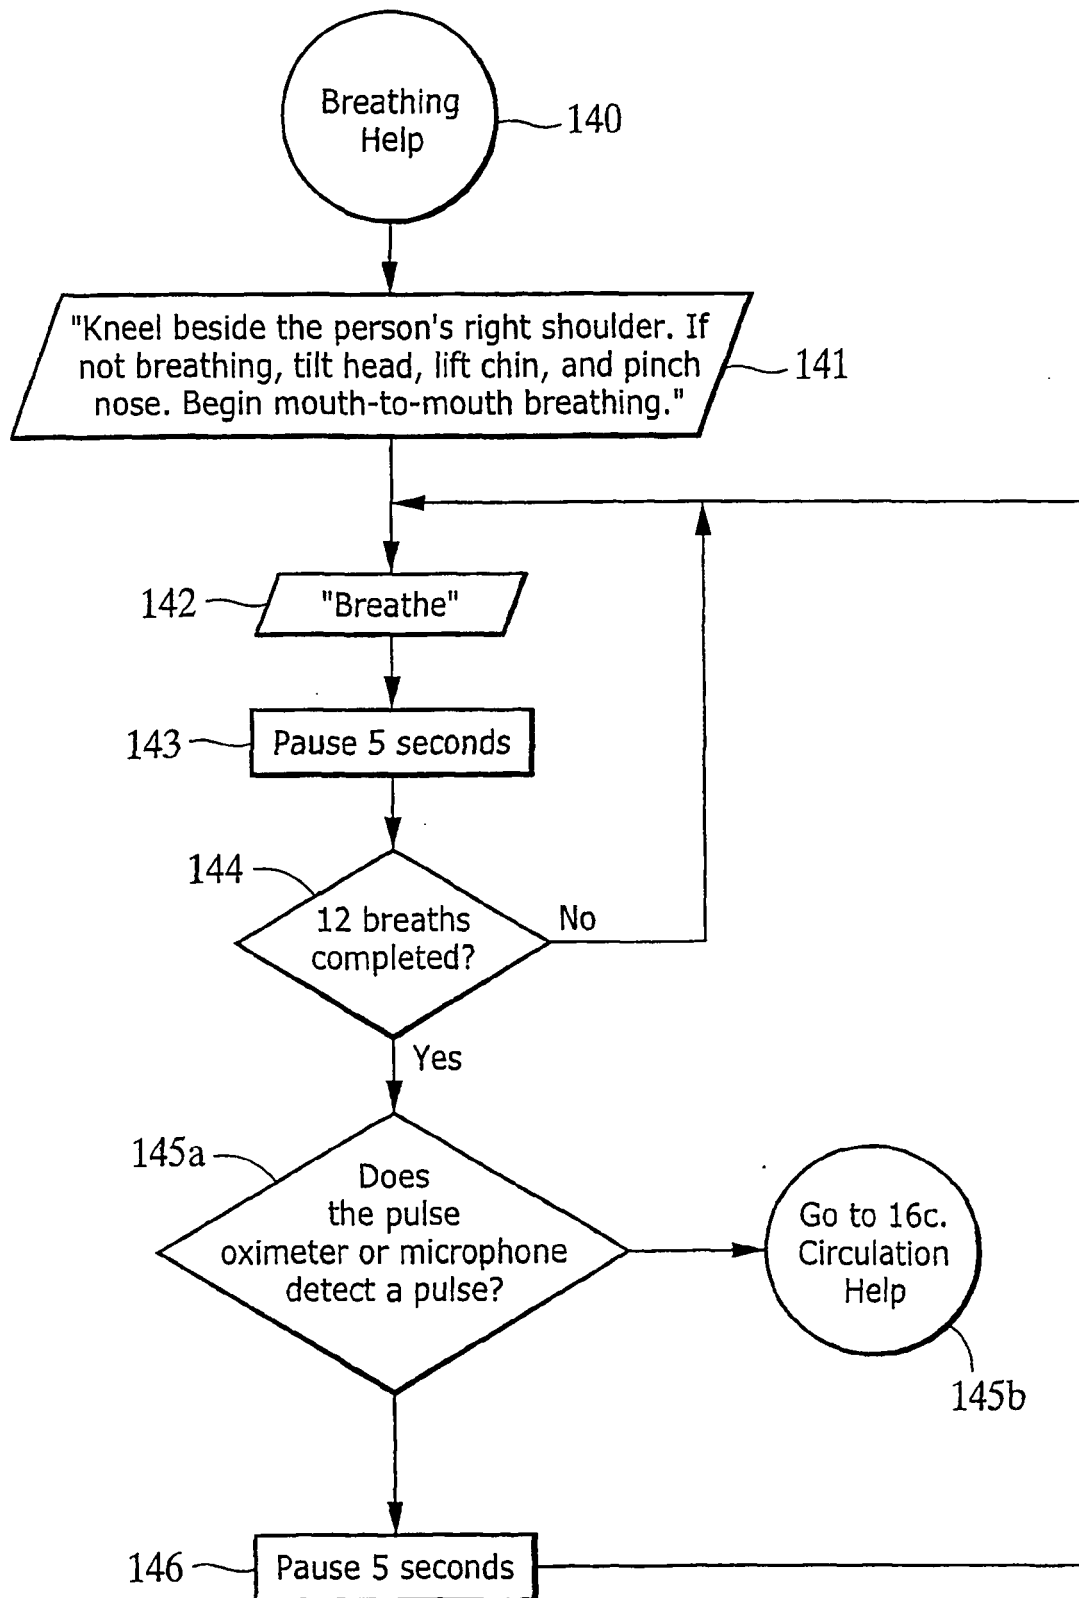 Breathing
Help
140
"Kneel beside the person's right shoulder. If
not breathing, tilt head, lift chin, and pinch
nose. Begin mouth-to-mouth breathing."
141
142
"Breathe"
143
Pause 5 seconds
144
12 breaths
completed?
No
Yes
145a
Does
the pulse
oximeter or microphone
detect a pulse?
Go to 16c.
Circulation
Help
145b
146
Pause 5 seconds